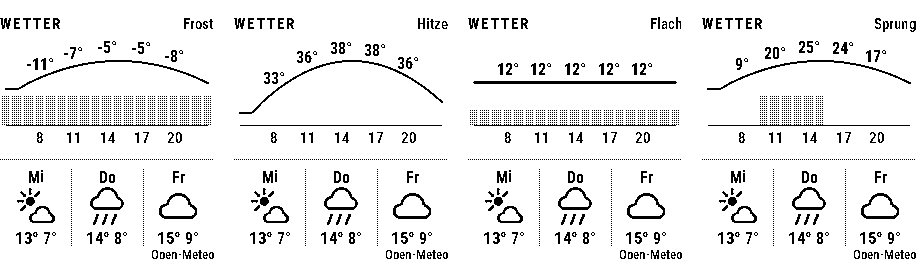 WETTER Frost
-11° -7° -5° -5° -8°
8 11 14 17 20
Mi Do Fr
13° 7° 14° 8° 15° 9°
Open-Meteo
WETTER Hitze
33° 36° 38° 38° 36°
8 11 14 17 20
Mi Do Fr
13° 7° 14° 8° 15° 9°
Open-Meteo
WETTER Flach
12° 12° 12° 12° 12°
8 11 14 17 20
Mi Do Fr
13° 7° 14° 8° 15° 9°
Open-Meteo
WETTER Sprung
9° 20° 25° 24° 17°
8 11 14 17 20
Mi Do Fr
13° 7° 14° 8° 15° 9°
Open-Meteo